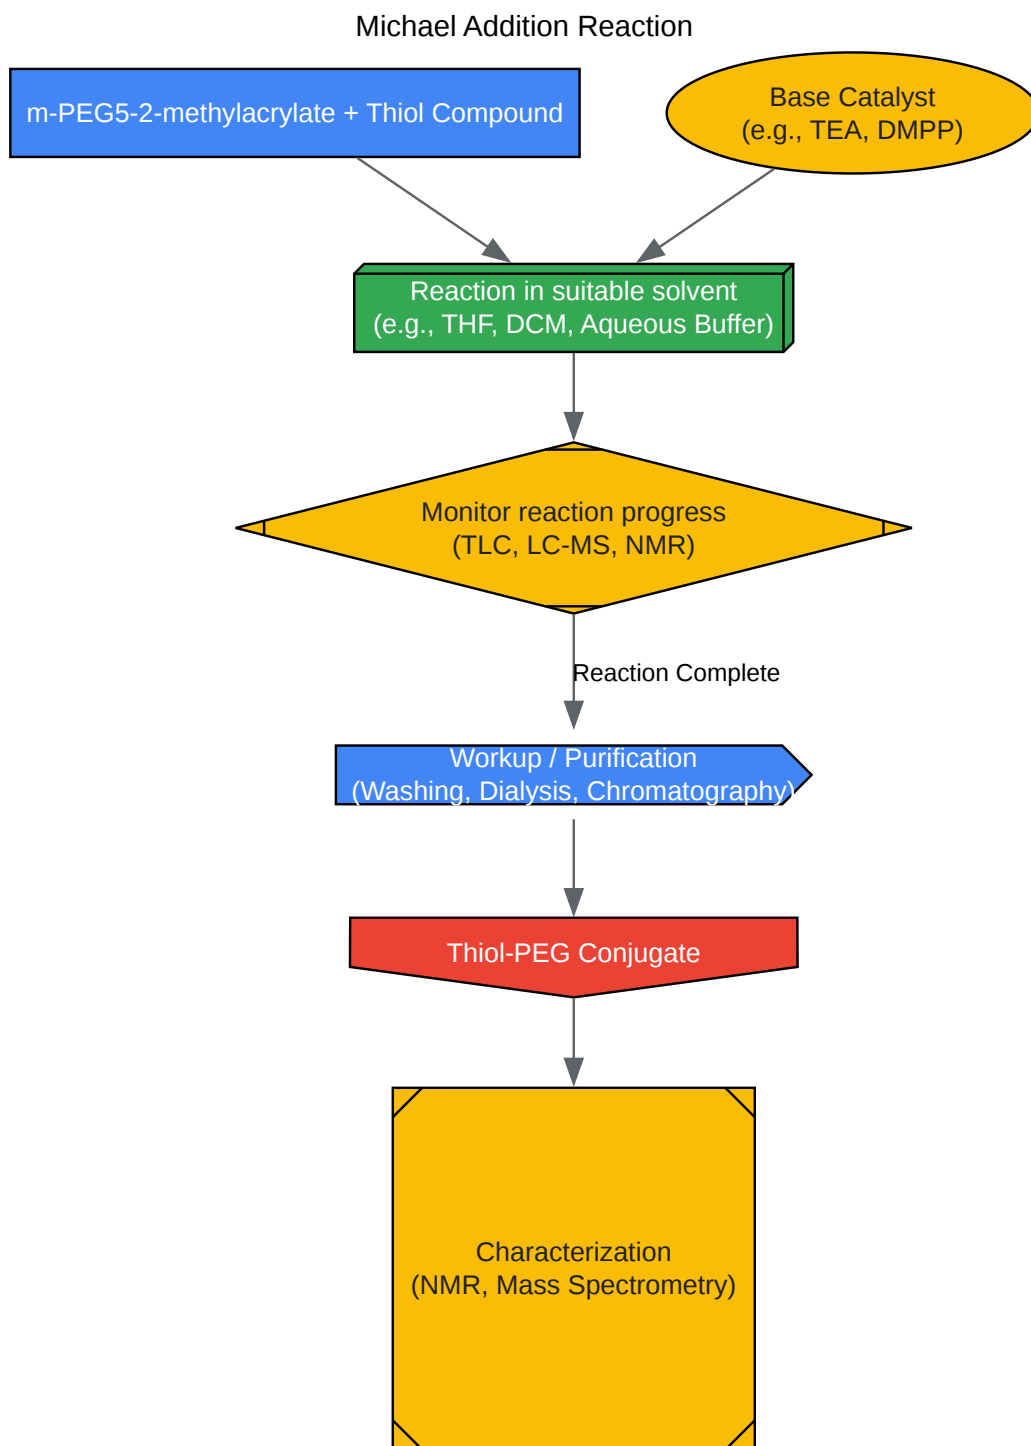 Michael Addition Reaction
m-PEG5-2-methylacrylate + Thiol Compound
Base Catalyst
(e.g., TEA, DMPP)
Reaction in suitable solvent
(e.g., THF, DCM, Aqueous Buffer)
Monitor reaction progress
(TLC, LC-MS, NMR)
Reaction Complete
Workup / Purification
(Washing, Dialysis, Chromatography)
Thiol-PEG Conjugate
Characterization
(NMR, Mass Spectrometry)